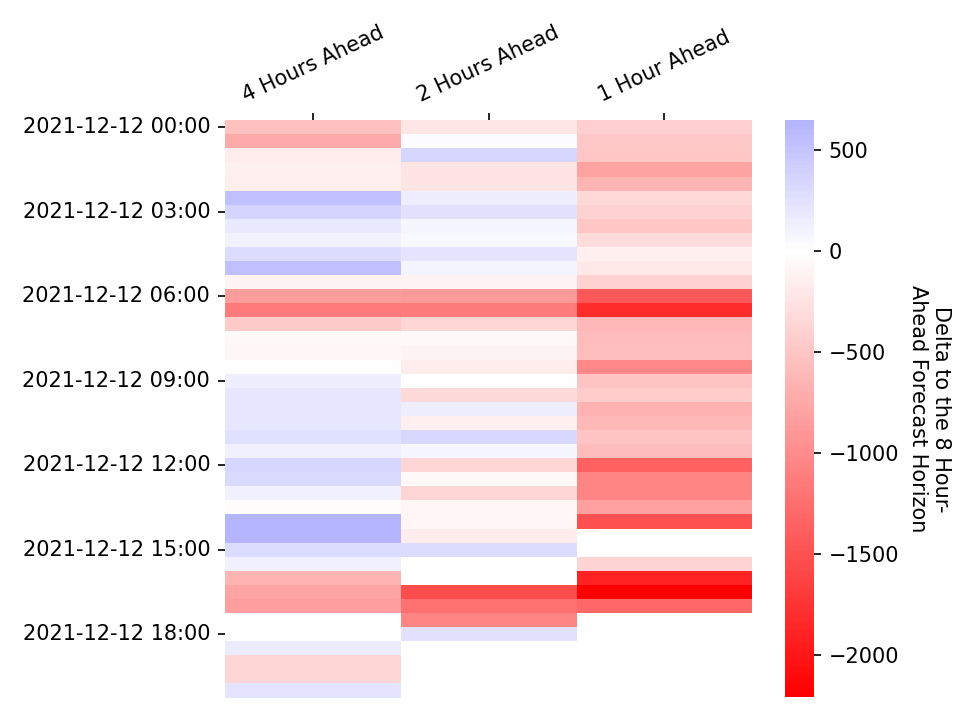 4 Hours Ahead
2 Hours Ahead
1 Hour Ahead
2021-12-12 00:00
2021-12-12 03:00
2021-12-12 06:00
2021-12-12 09:00
2021-12-12 12:00
2021-12-12 15:00
2021-12-12 18:00
500
0
−500
−1000
−1500
−2000
Delta to the 8 Hour-
Ahead Forecast Horizon